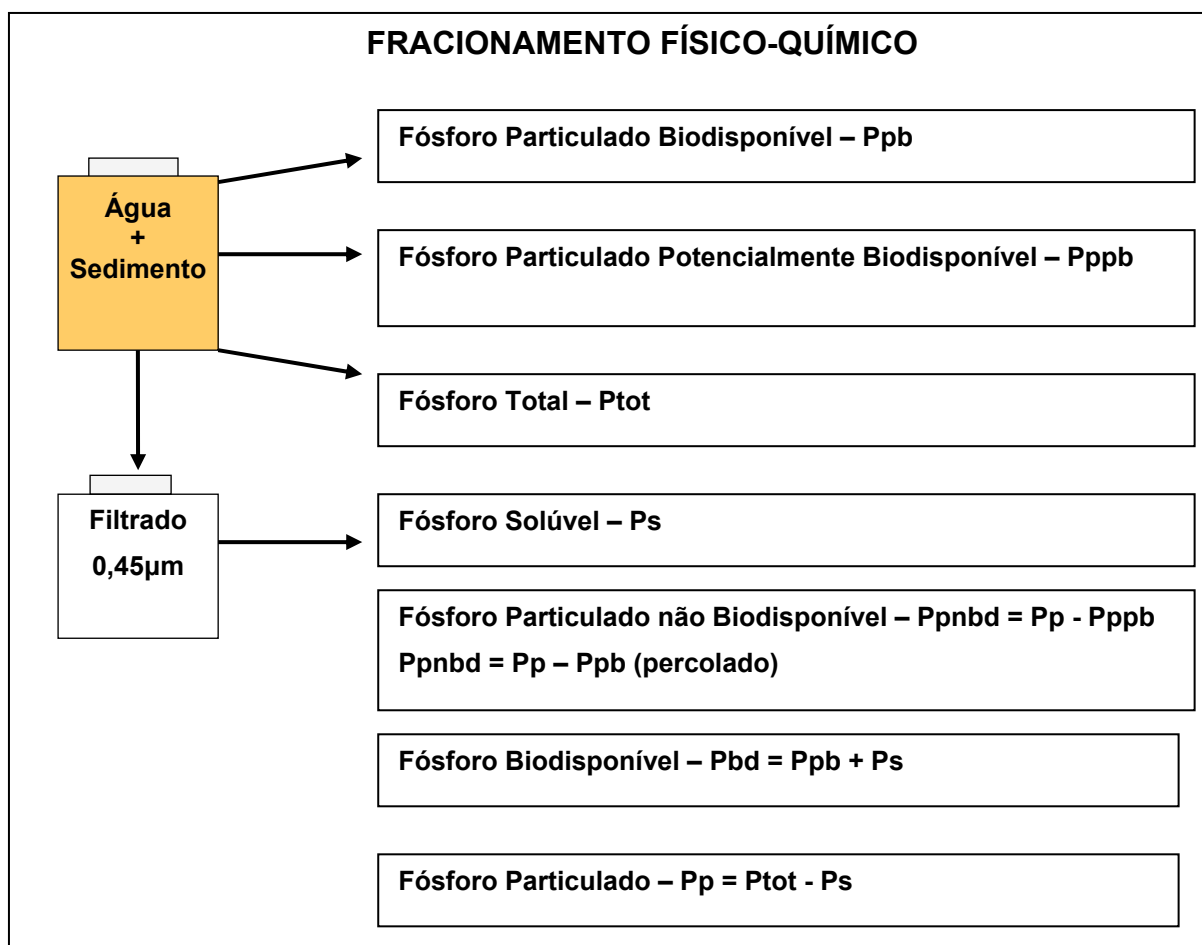 FRACIONAMENTO FÍSICO-QUÍMICO
Fósforo Particulado Biodisponível – Ppb
Água
+
Sedimento
Fósforo Particulado Potencialmente Biodisponível – Pppb
Fósforo Total – Ptot
Filtrado
0,45µm
Fósforo Solúvel – Ps
Fósforo Particulado não Biodisponível – Ppnbd = Pp - Pppb
Ppnbd = Pp – Ppb (percolado)
Fósforo Biodisponível – Pbd = Ppb + Ps
Fósforo Particulado – Pp = Ptot - Ps